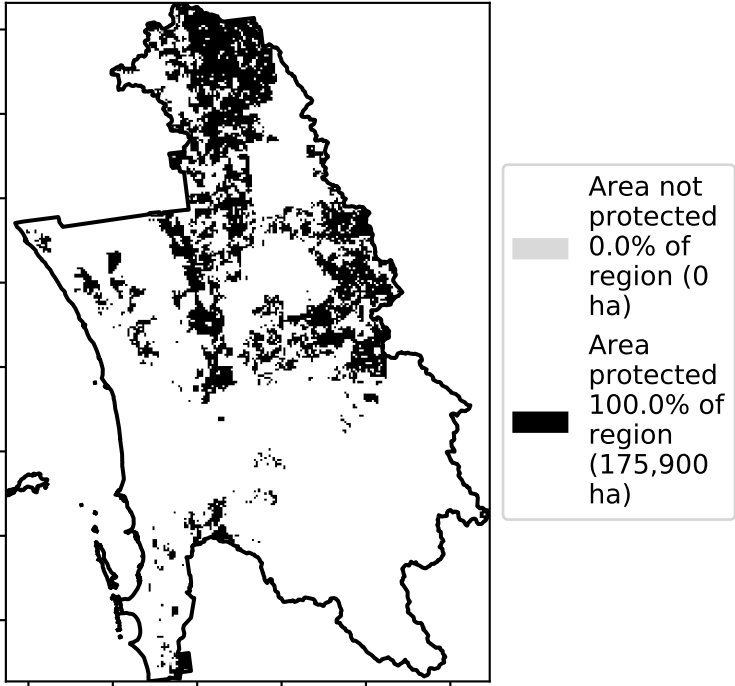 Area not
protected
0.0% of
region (0
ha)
Area
protected
100.0% of
region
(175,900
ha)